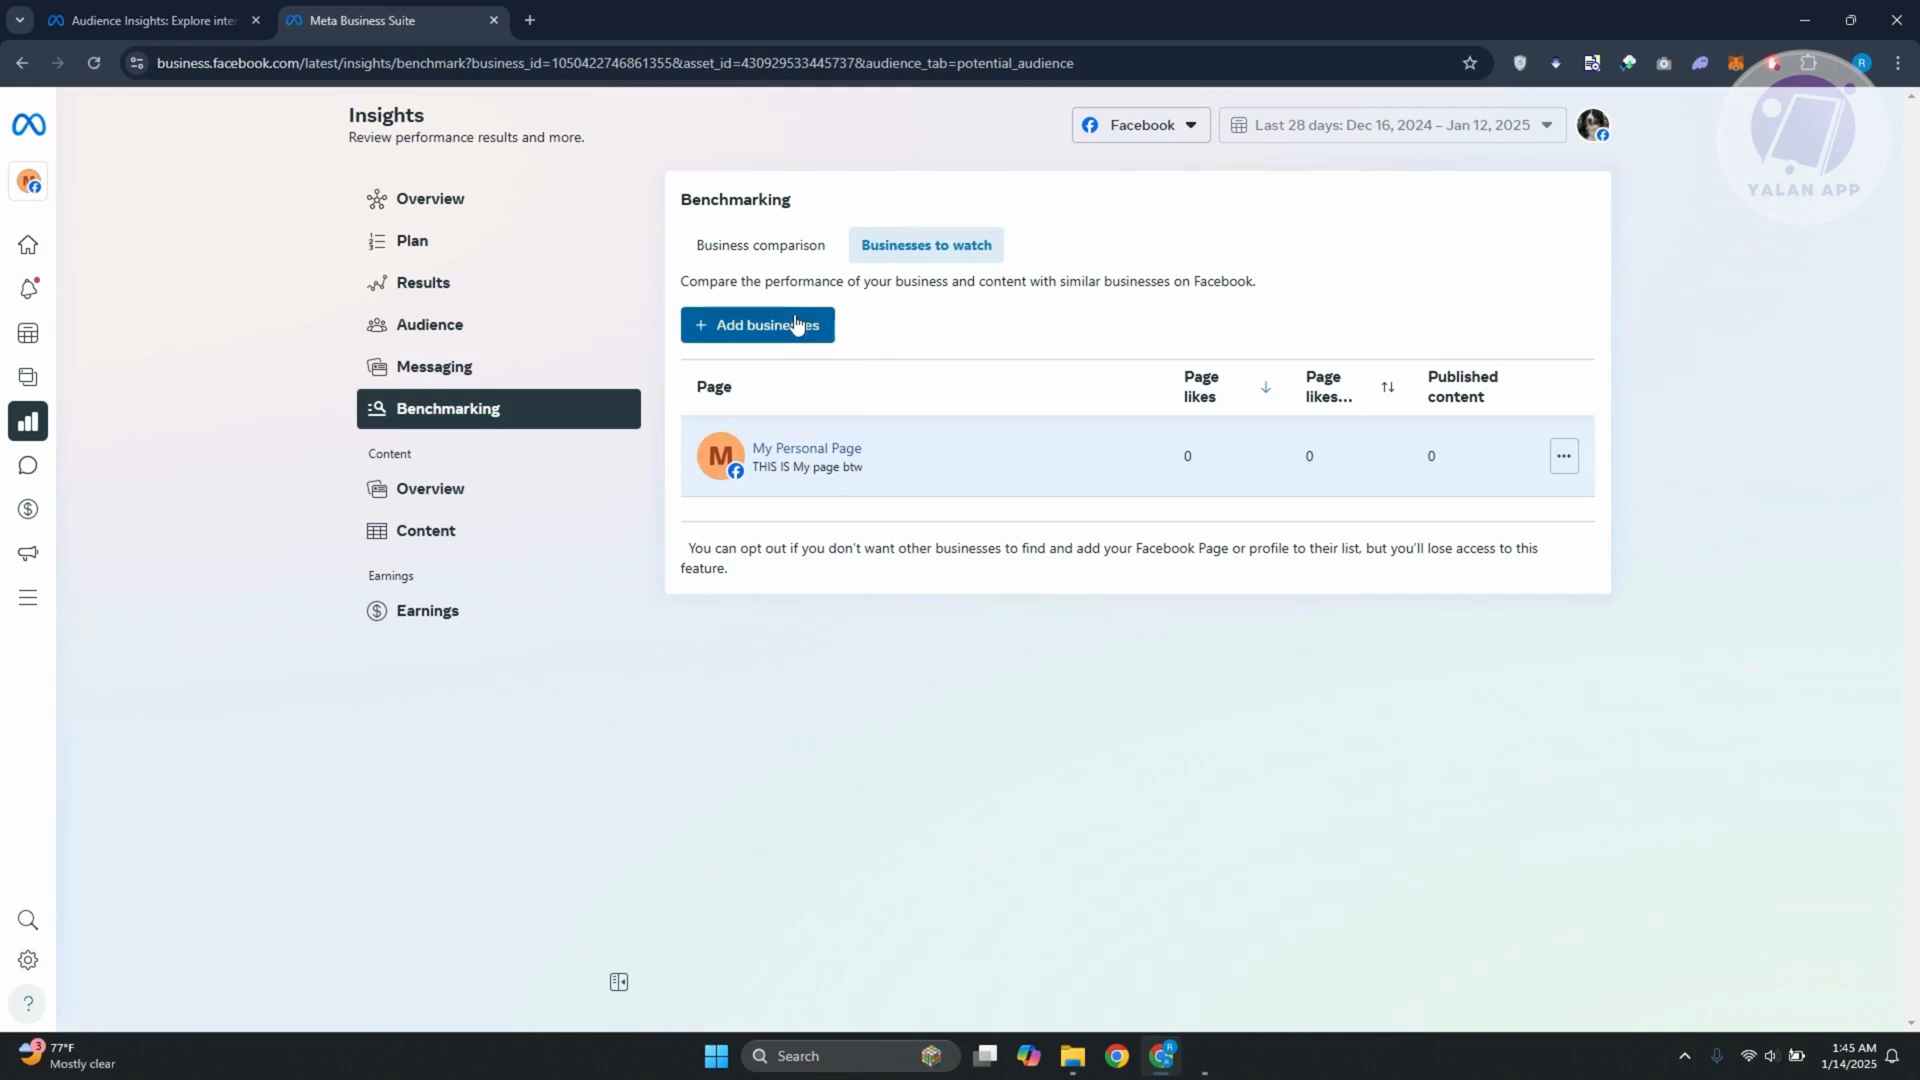 Audience Insights: Explore inter
Meta Business Suite
business.facebook.com/latest/insights/benchmark?business_id=1050422746861355&asset_id=430929533445737&audience_tab=potential_audience
R
YALAN APP
Insights
Review performance results and more.
Facebook
Last 28 days: Dec 16, 2024 – Jan 12, 2025
M
Overview
Plan
Results
Audience
Messaging
Benchmarking
Content
Overview
Content
Earnings
Earnings
Benchmarking
Business comparison
Businesses to watch
Compare the performance of your business and content with similar businesses on Facebook.
+ Add businesses
Page
Page likes
Page likes...
Published content
M
My Personal Page
THIS IS My page btw
0
0
0
You can opt out if you don't want other businesses to find and add your Facebook Page or profile to their list, but you'll lose access to this
feature.
?
3
77°F
Mostly clear
Search
R
1:45 AM
1/14/2025